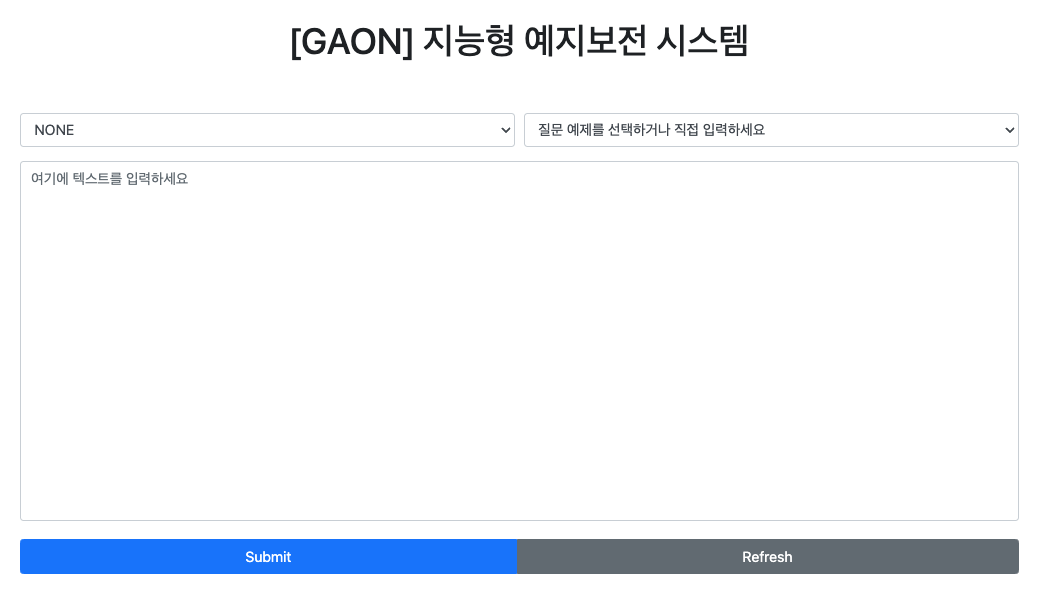 [GAON] 지능형 예지보전 시스템
NONE
질문 예제를 선택하거나 직접 입력하세요
여기에 텍스트를 입력하세요
Submit
Refresh